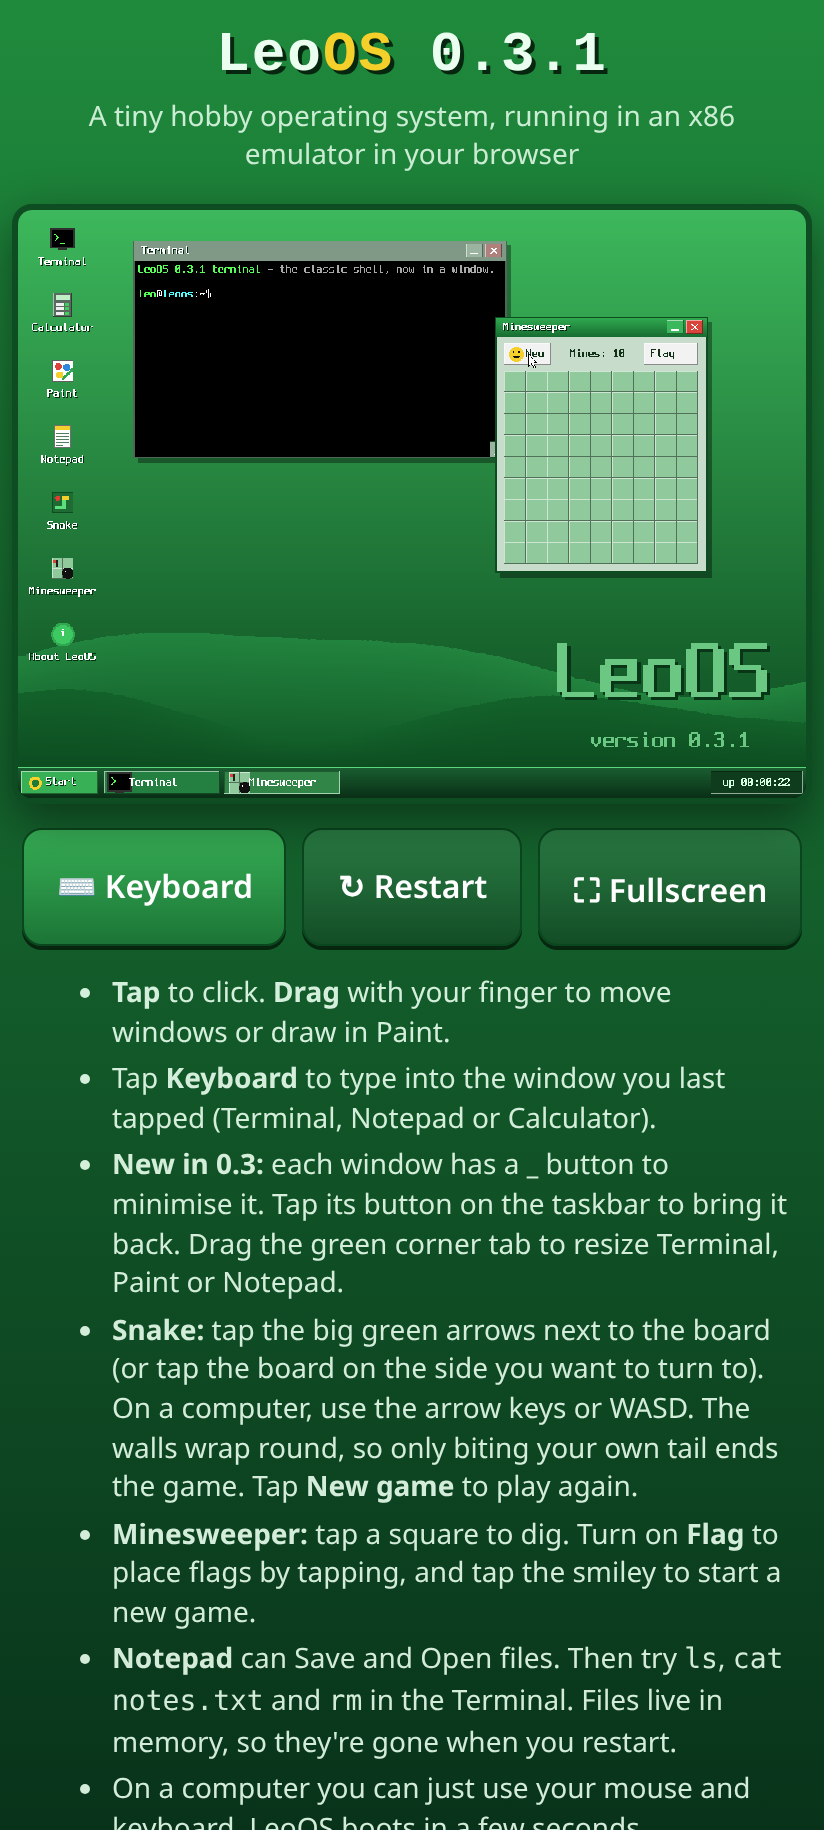 LeoOS 0.3.1
A tiny hobby operating system, running in an x86
emulator in your browser
Terminal
Calculator
Paint
Notepad
Snake
Minesweeper
About LeoOS
Terminal
LeoOS 0.3.1 terminal - the classic shell, now in a window.
leo@leoos:~%
Minesweeper
New
Mines: 10
Flag
LeoOS
version 0.3.1
Start
Terminal
Minesweeper
up 00:00:22
⌨️ Keyboard
↻ Restart
⛶ Fullscreen
• Tap to click. Drag with your finger to move
windows or draw in Paint.
• Tap Keyboard to type into the window you last
tapped (Terminal, Notepad or Calculator).
• New in 0.3: each window has a _ button to
minimise it. Tap its button on the taskbar to bring it
back. Drag the green corner tab to resize Terminal,
Paint or Notepad.
• Snake: tap the big green arrows next to the board
(or tap the board on the side you want to turn to).
On a computer, use the arrow keys or WASD. The
walls wrap round, so only biting your own tail ends
the game. Tap New game to play again.
• Minesweeper: tap a square to dig. Turn on Flag to
place flags by tapping, and tap the smiley to start a
new game.
• Notepad can Save and Open files. Then try ls, cat
notes.txt and rm in the Terminal. Files live in
memory, so they're gone when you restart.
• On a computer you can just use your mouse and
keyboard. LeoOS boots in a few seconds.